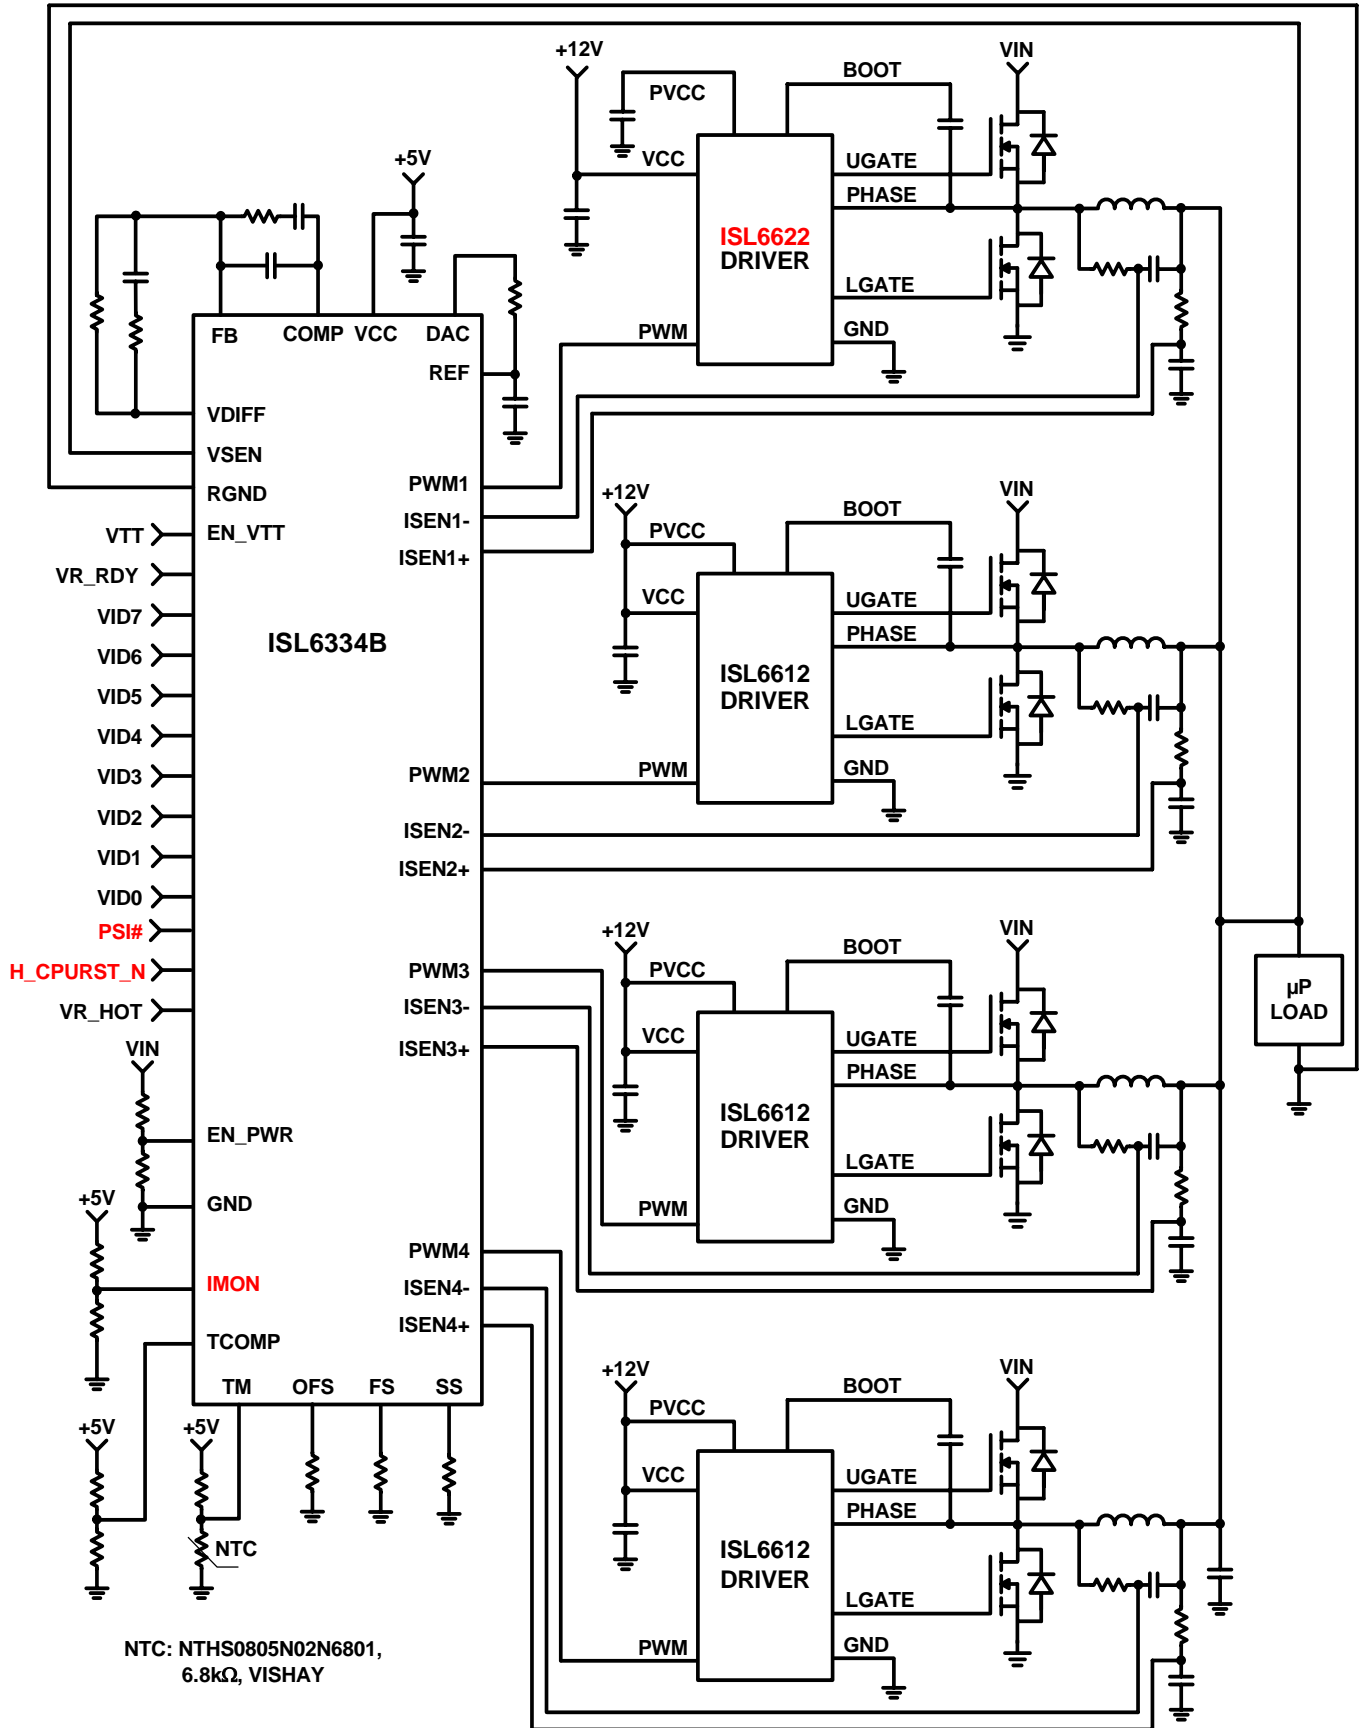 +12V
PVCC
BOOT
VIN
VCC
UGATE
PHASE
ISL6622
DRIVER
LGATE
PWM
GND
+5V
FB
COMP
VCC
DAC
REF
VDIFF
VSEN
RGND
VTT
EN_VTT
VR_RDY
VID7
VID6
VID5
VID4
VID3
VID2
VID1
VID0
PSI#
H_CPURST_N
VR_HOT
ISL6334B
PWM1
ISEN1-
ISEN1+
PWM2
ISEN2-
ISEN2+
PWM3
ISEN3-
ISEN3+
PWM4
ISEN4-
ISEN4+
VIN
EN_PWR
GND
+5V
IMON
TCOMP
TM
OFS
FS
SS
+5V
+5V
NTC
+12V
PVCC
BOOT
VIN
VCC
UGATE
PHASE
ISL6612
DRIVER
LGATE
PWM
GND
+12V
PVCC
BOOT
VIN
VCC
UGATE
PHASE
ISL6612
DRIVER
LGATE
PWM
GND
µP
LOAD
+12V
PVCC
BOOT
VIN
VCC
UGATE
PHASE
ISL6612
DRIVER
LGATE
PWM
GND
NTC: NTHS0805N02N6801,
6.8kΩ, VISHAY